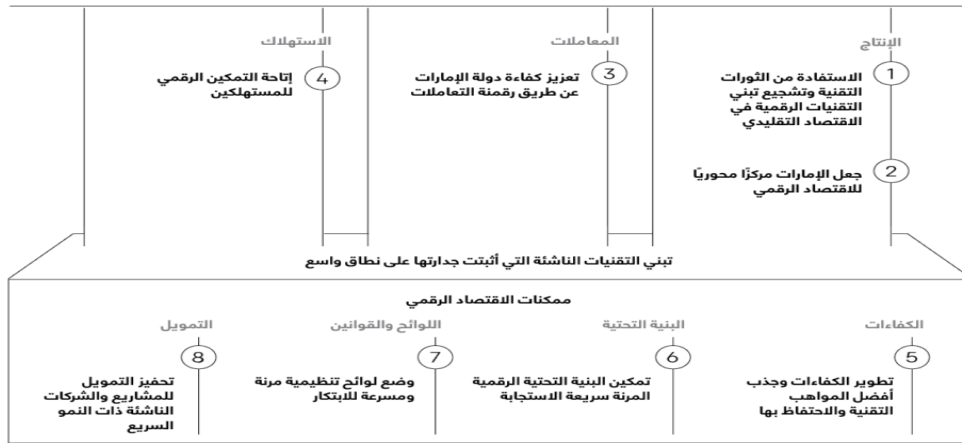 الإنتاج
1
الاستفادة من الثورات
التقنية وتشجيع تبني
التقنيات الرقمية في
الاقتصاد التقليدي
2
جعل الإمارات مركزًا محوريًا
للاقتصاد الرقمي
المعاملات
3
تعزيز كفاءة دولة الإمارات
عن طريق رقمنة التعاملات
الاستهلاك
4
إتاحة التمكين الرقمي
للمستهلكين
تبني التقنيات الناشئة التي أثبتت جدارتها على نطاق واسع
ممكنات الاقتصاد الرقمي
الكفاءات
5
تطوير الكفاءات وجذب
أفضل المواهب
التقنية والاحتفاظ بها
البنية التحتية
6
تمكين البنية التحتية الرقمية
المرنة سريعة الاستجابة
اللوائح والقوانين
7
وضع لوائح تنظيمية مرنة
ومسرعة للابتكار
التمويل
8
تحفيز التمويل
للمشاريع والشركات
الناشئة ذات النمو
السريع